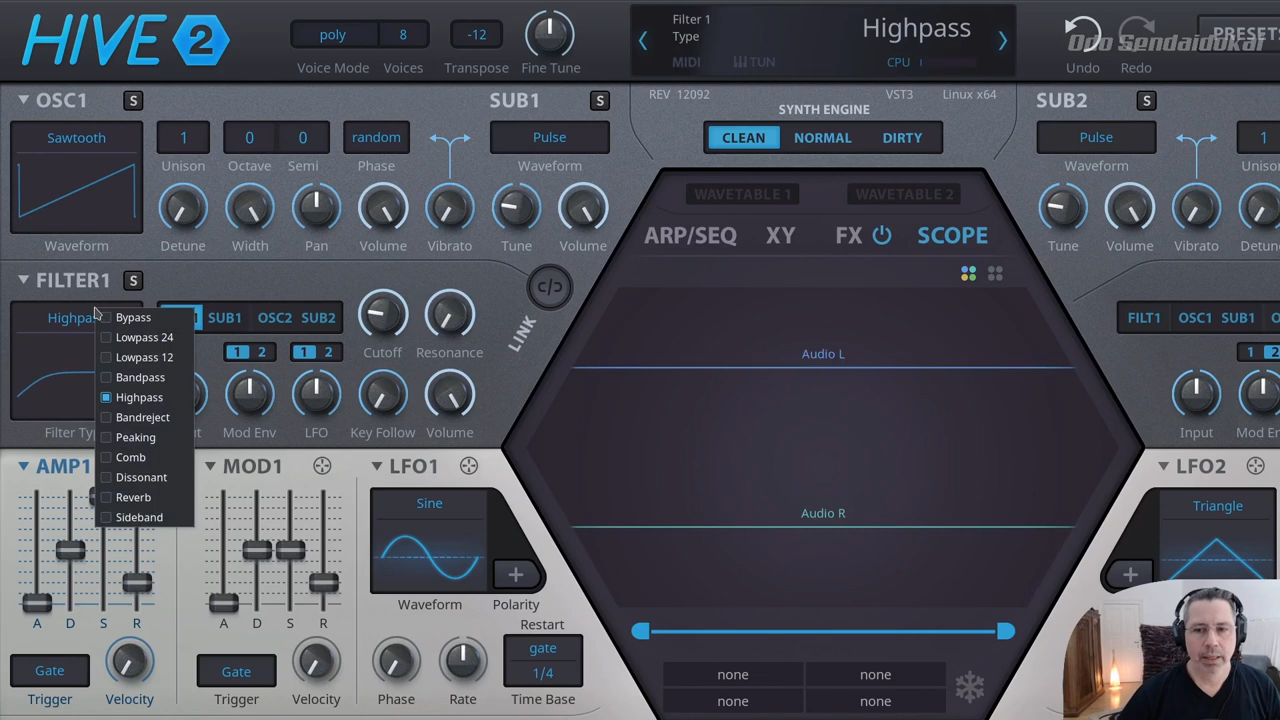 HIVE 2
poly 8 -12
Voice Mode Voices Transpose Fine Tune
Filter 1
Type
Highpass
MIDI TUN CPU
Undo Redo
PRESETS
Odo Sendaidokai
OSC1 S SUB1 S
REV 12092 VST3 Linux x64
SYNTH ENGINE
CLEAN NORMAL DIRTY
SUB2 S
Sawtooth 1 0 0 random Pulse
Unison Octave Semi Phase Waveform
Pulse 1
Waveform Unison
Waveform Detune Width Pan Volume Vibrato Tune Volume
WAVETABLE 1 WAVETABLE 2
ARP/SEQ XY FX SCOPE
Tune Volume Vibrato Detune
FILTER1 S
Highpass
SUB1 OSC2 SUB2
Cutoff Resonance
LINK
1 2 1 2
Mod Env LFO Key Follow Volume
Bypass
Lowpass 24
Lowpass 12
Bandpass
Highpass
Bandreject
Peaking
Comb
Dissonant
Reverb
Sideband
Audio L
Audio R
FILT1 OSC1 SUB1
1 2
Input Mod
AMP1 MOD1 LFO1 LFO2
A D S R
A D S R
Sine
Waveform Polarity
Triangle
Restart
gate
1/4
Time Base
Gate
Trigger Velocity
Gate
Trigger Velocity
Phase Rate
none none
none none